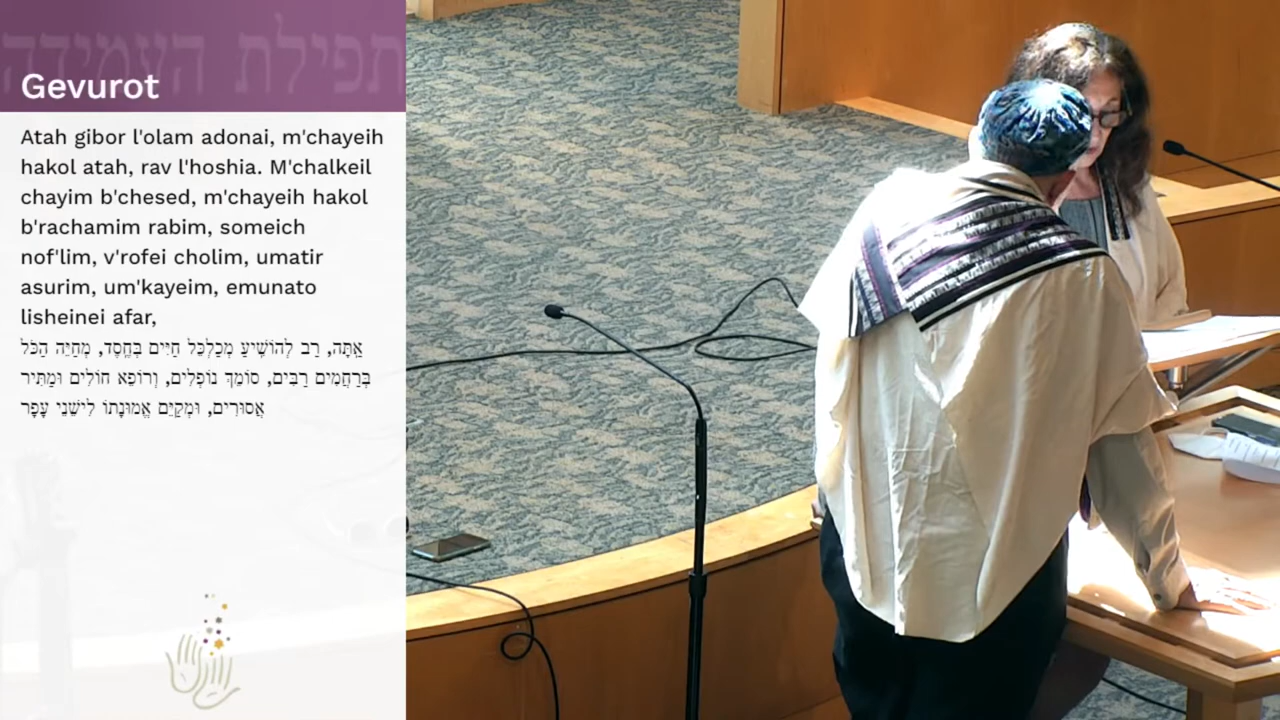 תפילת העמידה
Gevurot
Atah gibor l'olam adonai, m'chayeih
hakol atah, rav l'hoshia. M'chalkeil
chayim b'chesed, m'chayeih hakol
b'rachamim rabim, someich
nof'lim, v'rofei cholim, umatir
asurim, um'kayeim, emunato
lisheinei afar,
אַתָּה, רַב לְהוֹשִׁיעַ מְכַלְכֵּל חַיִּים בְּחֶסֶד, מְחַיֵּה הַכֹּל
בְּרַחֲמִים רַבִּים, סוֹמֵךְ נוֹפְלִים, וְרוֹפֵא חוֹלִים וּמַתִּיר
אֲסוּרִים, וּמְקַיֵּם אֱמוּנָתוֹ לִישֵׁנֵי עָפָר